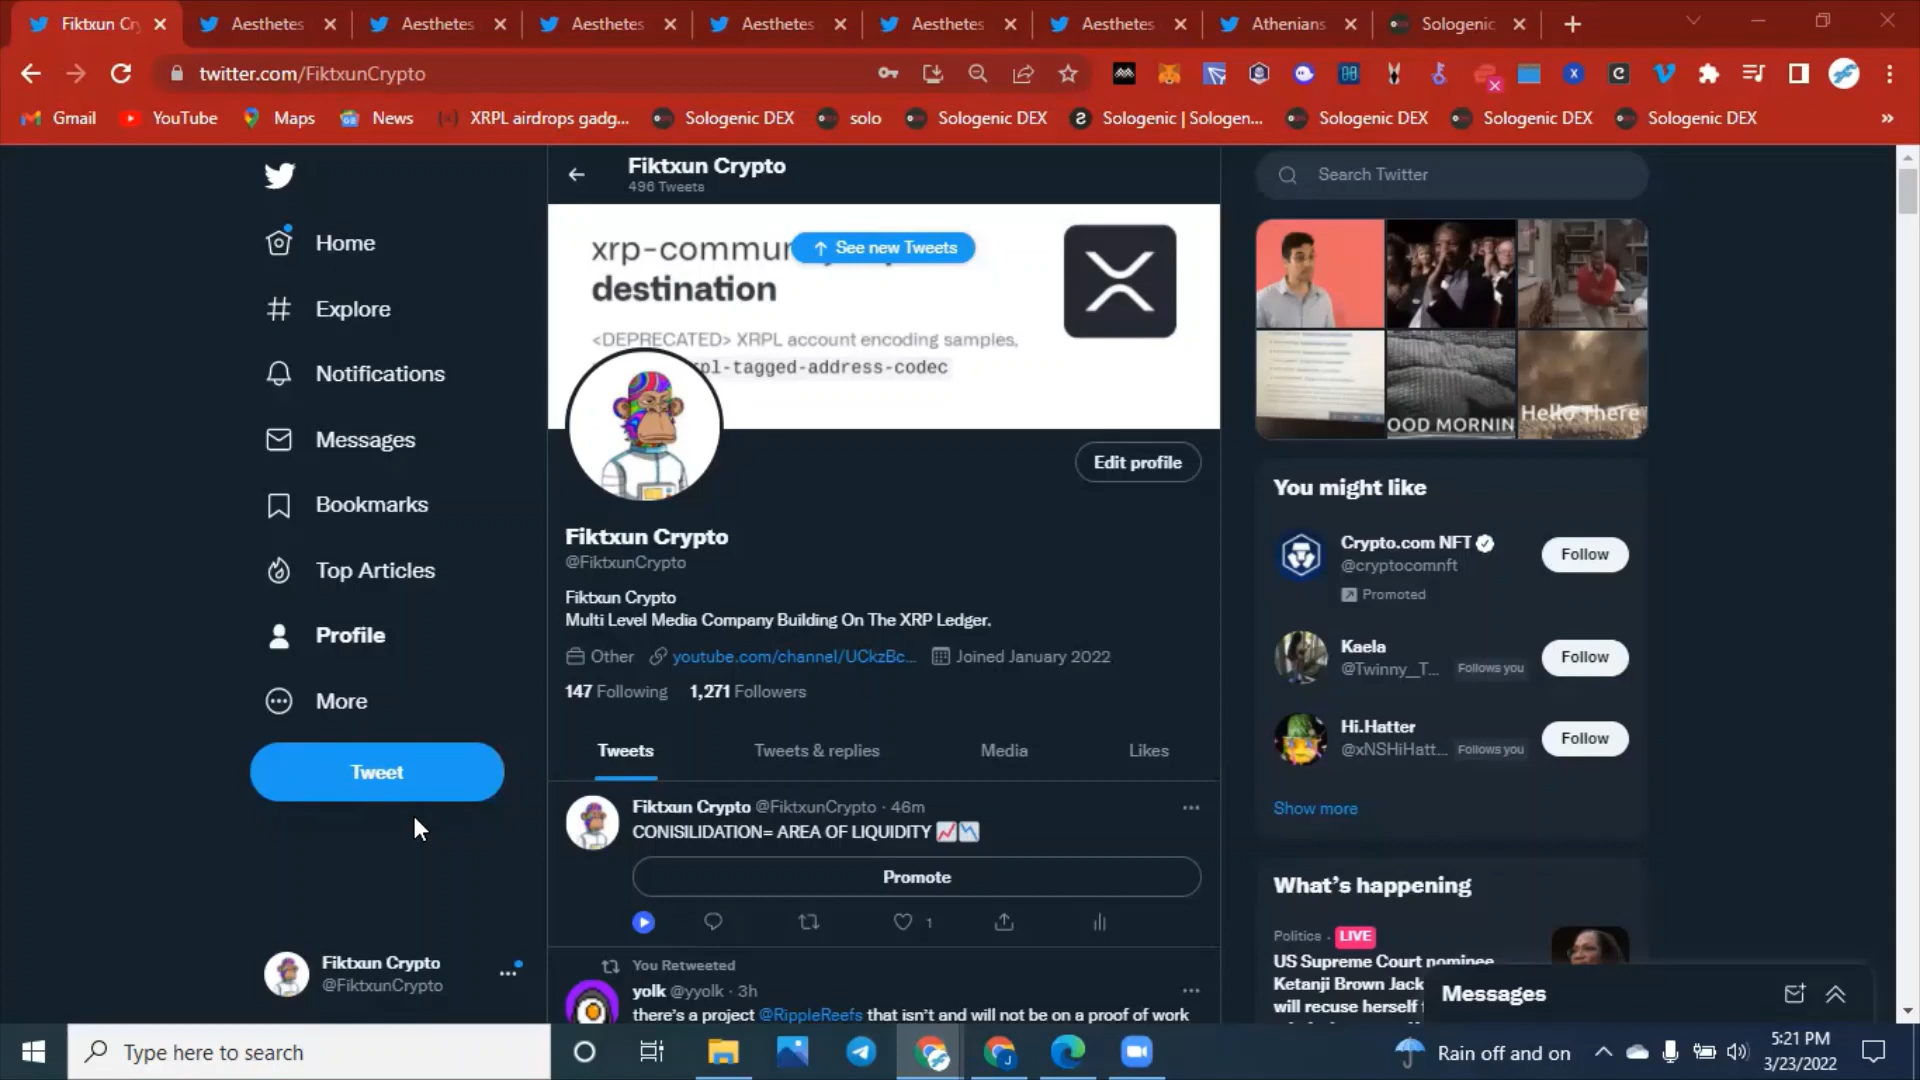 Fiktxun Cr
Aesthetes
Aesthetes
Aesthetes
Aesthetes
Aesthetes
Aesthetes
Athenians
Sologenic
twitter.com/FiktxunCrypto
Gmail
YouTube
Maps
News
XRPL airdrops gadg...
Sologenic DEX
solo
Sologenic DEX
Sologenic | Sologen...
Sologenic DEX
Sologenic DEX
Sologenic DEX
»
Home
Explore
Notifications
Messages
Bookmarks
Top Articles
Profile
More
Tweet
Fiktxun Crypto
@FiktxunCrypto
Fiktxun Crypto
496 Tweets
xrp-commun
See new Tweets
destination
<DEPRECATED> XRPL account encoding samples,
pl-tagged-address-codec
Edit profile
Fiktxun Crypto
@FiktxunCrypto
Fiktxun Crypto
Multi Level Media Company Building On The XRP Ledger.
Other youtube.com/channel/UCkzBc... Joined January 2022
147 Following 1,271 Followers
Tweets Tweets & replies Media Likes
Fiktxun Crypto @FiktxunCrypto · 46m
CONISILIDATION= AREA OF LIQUIDITY
Promote
1
You Retweeted
yolk @yyolk · 3h
there's a project @RippleReefs that isn't and will not be on a proof of work
Search Twitter
OOD MORNIN
Hello There
You might like
Crypto.com NFT
@cryptocomnft
Promoted
Follow
Kaela
@Twinny__T... Follows you
Follow
Hi.Hatter
@xNSHiHatt... Follows you
Follow
Show more
What's happening
Politics · LIVE
US Supreme Court nominee
Ketanji Brown Jack
will recuse herself
Messages
Type here to search
Rain off and on
5:21 PM
3/23/2022